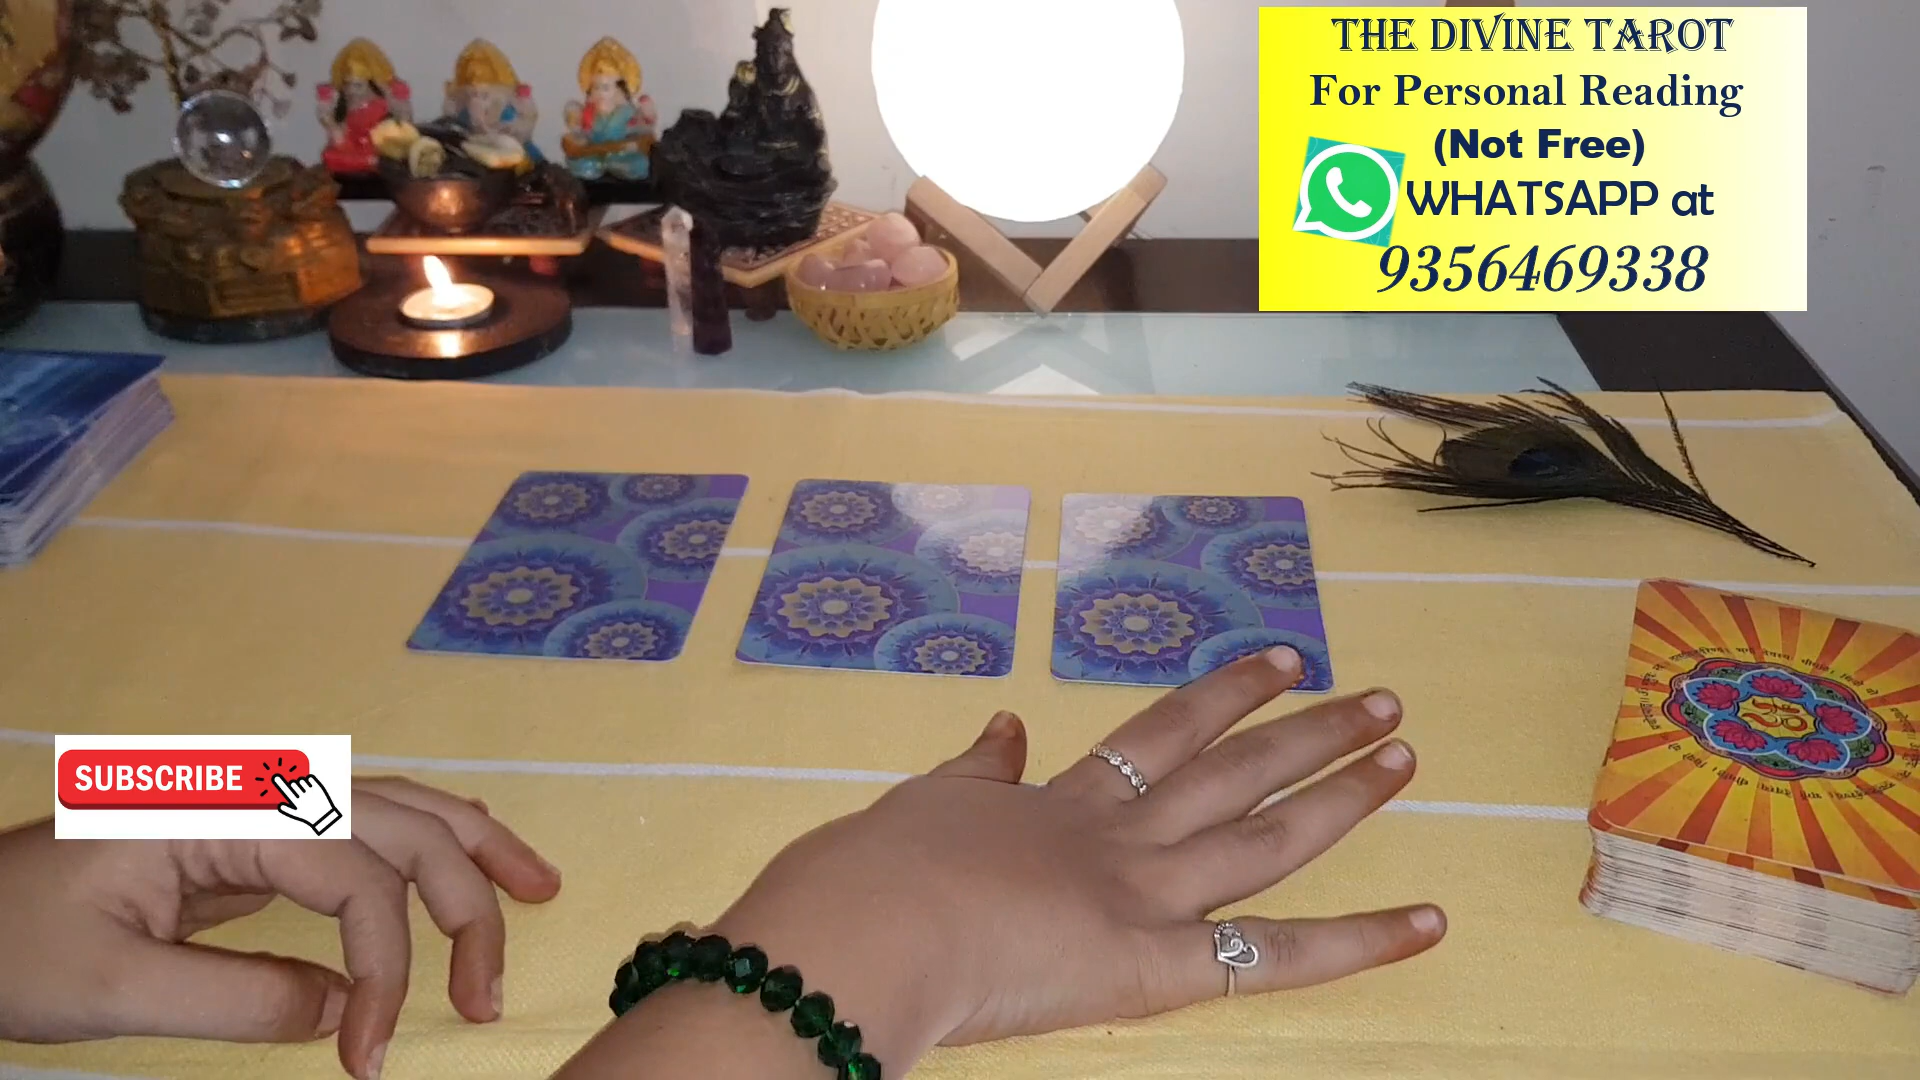 THE DIVINE TAROT
For Personal Reading
(Not Free)
WHATSAPP at
9356469338
SUBSCRIBE
ॐ